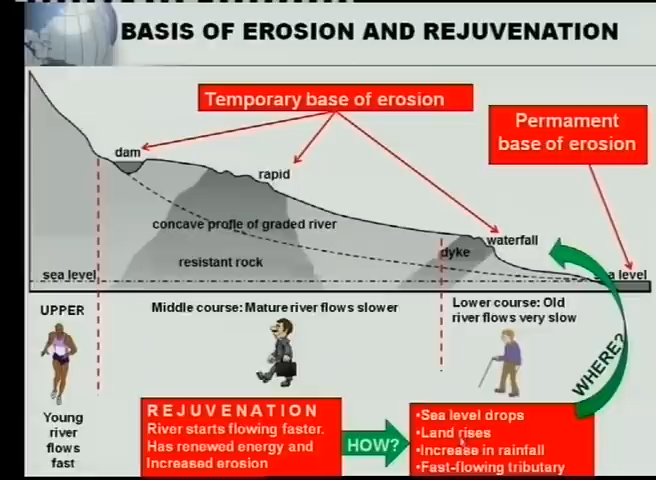 BASIS OF EROSION AND REJUVENATION
Temporary base of erosion
Permament
base of erosion
dam
rapid
concave profle of graded river
waterfall
dyke
resistant rock
sea level
level
UPPER
Middle course: Mature river flows slower
Lower course: Old
river flows very slow
WHERE?
Young
river
flows
fast
REJUVENATION
River starts flowing faster.
Has renewed energy and
Increased erosion
HOW?
•Sea level drops
•Land rises
•Increase in rainfall
•Fast-flowing tributary